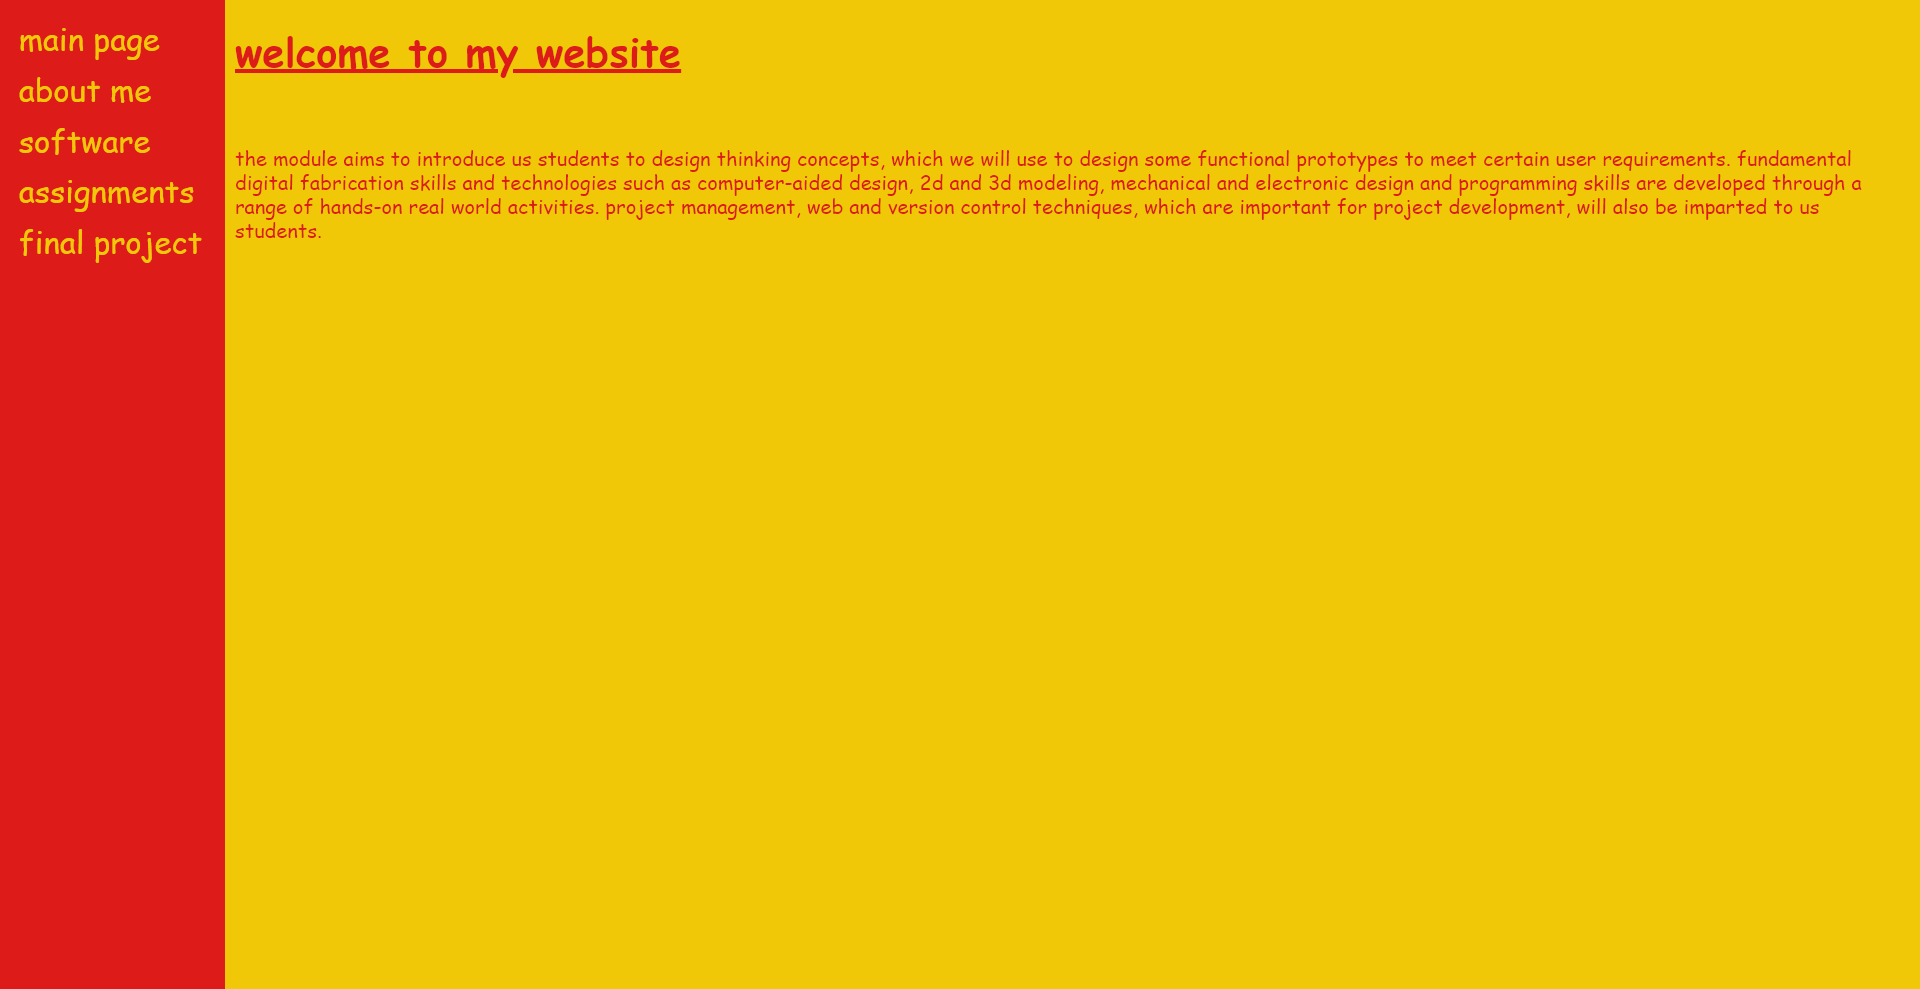 main page
about me
software
assignments
final project
welcome to my website
the module aims to introduce us students to design thinking concepts, which we will use to design some functional prototypes to meet certain user requirements. fundamental
digital fabrication skills and technologies such as computer-aided design, 2d and 3d modeling, mechanical and electronic design and programming skills are developed through a
range of hands-on real world activities. project management, web and version control techniques, which are important for project development, will also be imparted to us
students.